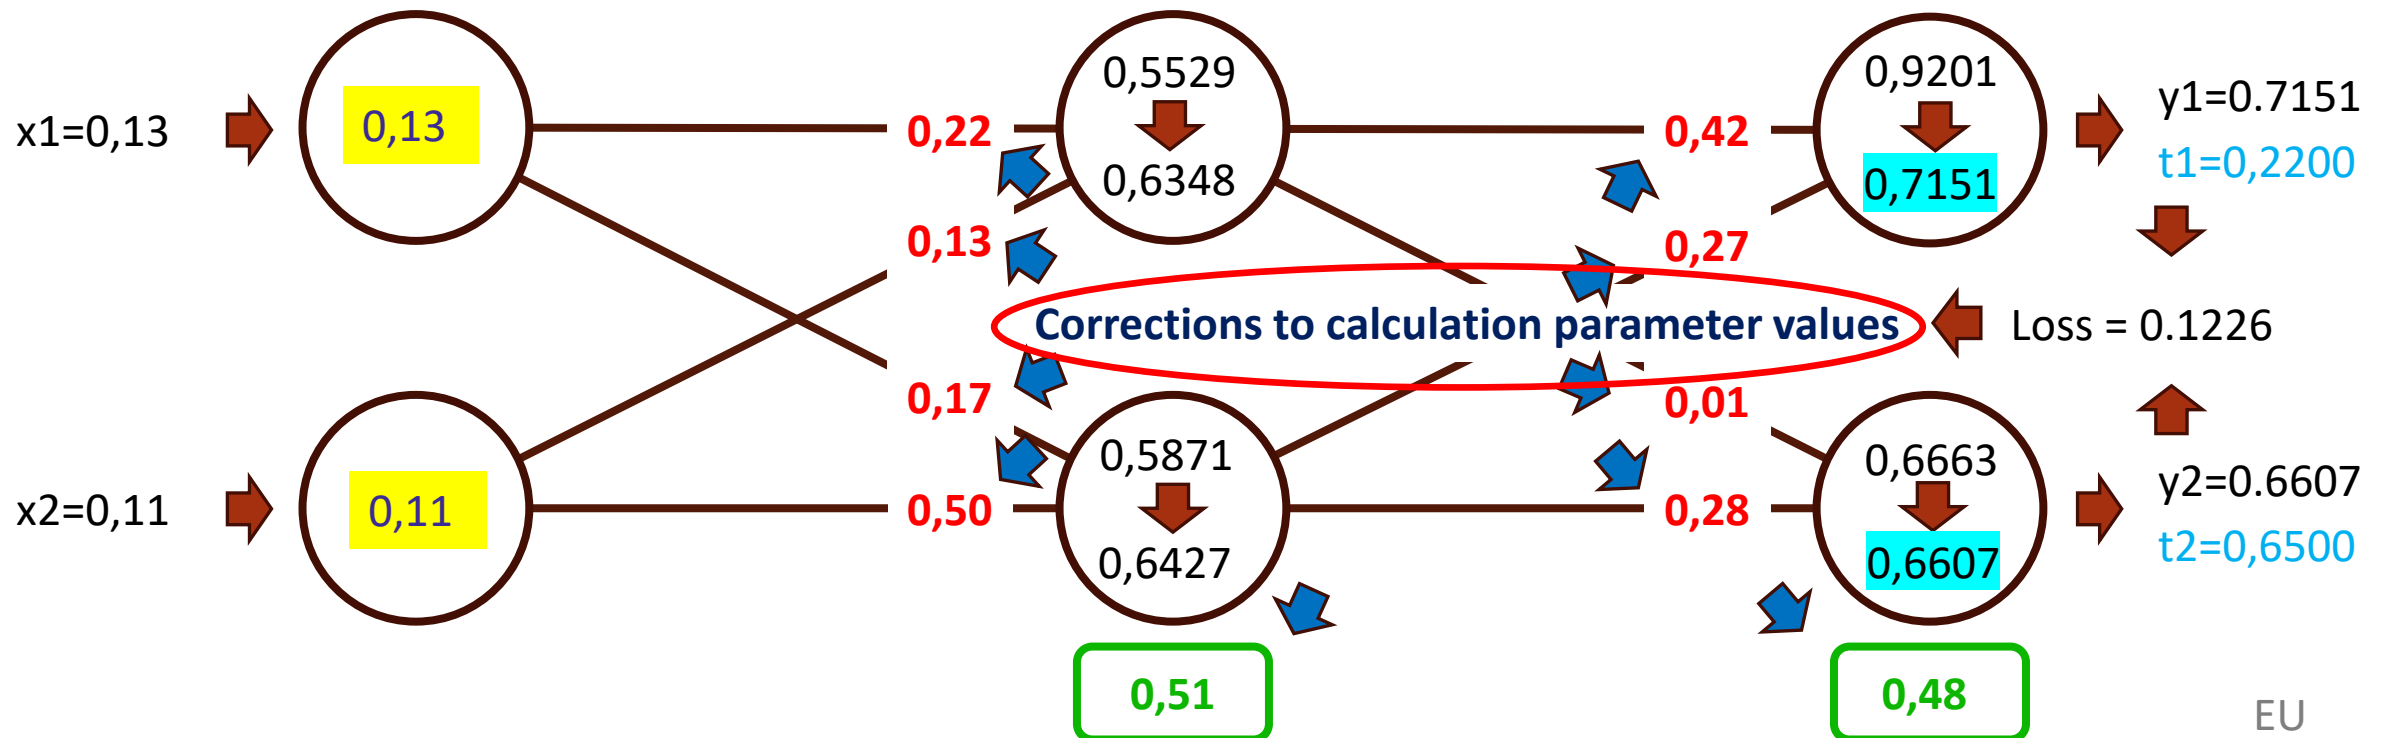 x1=0,13
0,13
0,22
0,5529
0,6348
0,42
0,9201
0,7151
y1=0.7151
t1=0,2200
0,13
0,27
Corrections to calculation parameter values
Loss = 0.1226
0,17
0,01
x2=0,11
0,11
0,50
0,5871
0,6427
0,28
0,6663
0,6607
y2=0.6607
t2=0,6500
0,51
0,48
EU